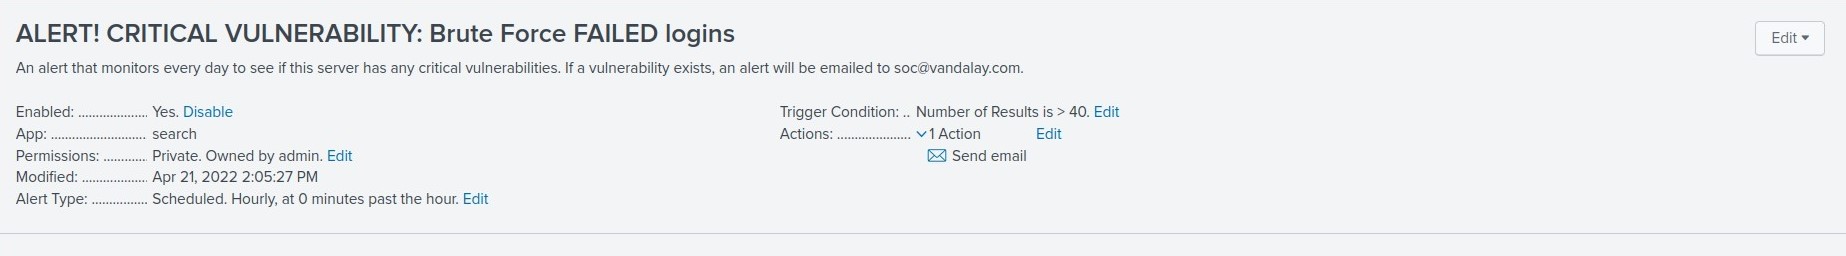 ALERT! CRITICAL VULNERABILITY: Brute Force FAILED logins
Edit
An alert that monitors every day to see if this server has any critical vulnerabilities. If a vulnerability exists, an alert will be emailed to soc@vandalay.com.
Enabled: ................... Yes. Disable
App: .......................... search
Permissions: ............ Private. Owned by admin. Edit
Modified: .................. Apr 21, 2022 2:05:27 PM
Alert Type: ................ Scheduled. Hourly, at 0 minutes past the hour. Edit
Trigger Condition: .. Number of Results is > 40. Edit
Actions: .................... 1 Action Edit
Send email